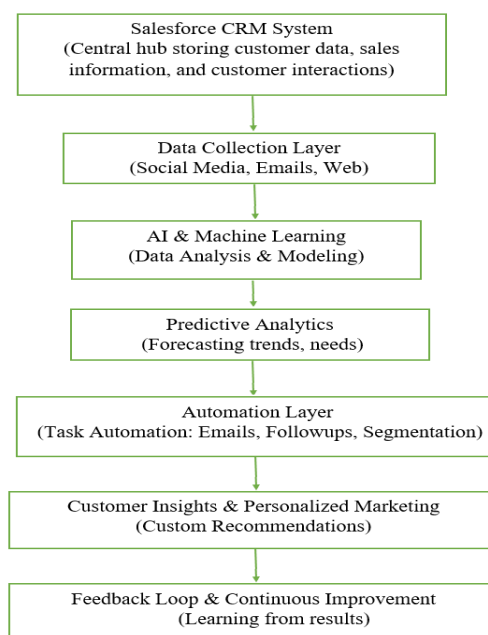 Salesforce CRM System
(Central hub storing customer data, sales
information, and customer interactions)
Data Collection Layer
(Social Media, Emails, Web)
AI & Machine Learning
(Data Analysis & Modeling)
Predictive Analytics
(Forecasting trends, needs)
Automation Layer
(Task Automation: Emails, Followups, Segmentation)
Customer Insights & Personalized Marketing
(Custom Recommendations)
Feedback Loop & Continuous Improvement
(Learning from results)